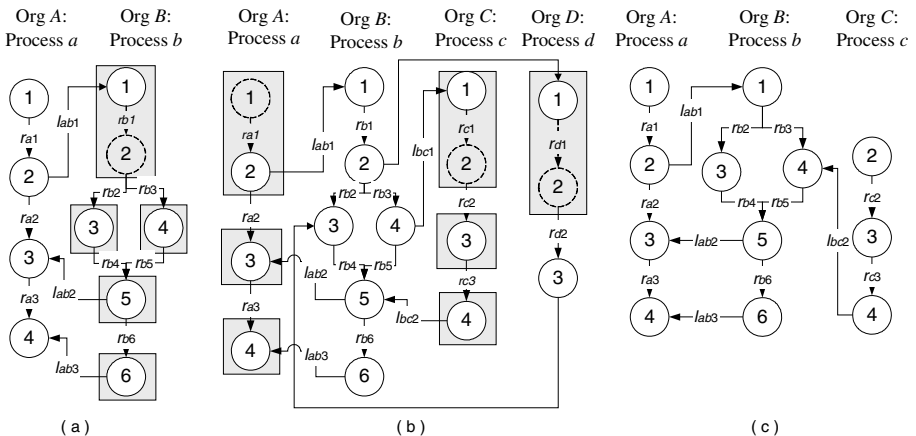 Org A: Org B: Org A: Org B: Org C: Org D: Org A: Org B: Org C:
Process a Process b Process a Process b Process c Process d Process a Process b Process c
1 1 1 1 1 1 1 1
ra1 lab1 rb1 ra1 lab1 rb1 lbc1 rc1 rd1 ra1 lab1 rb2 rb3
2 2 2 2 2 2 2 3 4 2
rb2 rb3 rb2 rb3
ra2 3 4 ra2 3 4 rc2 rd2 ra2 rb4 rb5 lbc2 rc2
3 rb4 rb5 3 rb4 rb5 3 3 3 lab2 5 3
ra3 lab2 5 ra3 lab2 5 lbc2 rc3 4 ra3 rb6 rc3
4 lab3 rb6 6 4 lab3 rb6 6 4 lab3 6 4
( a ) ( b ) ( c )